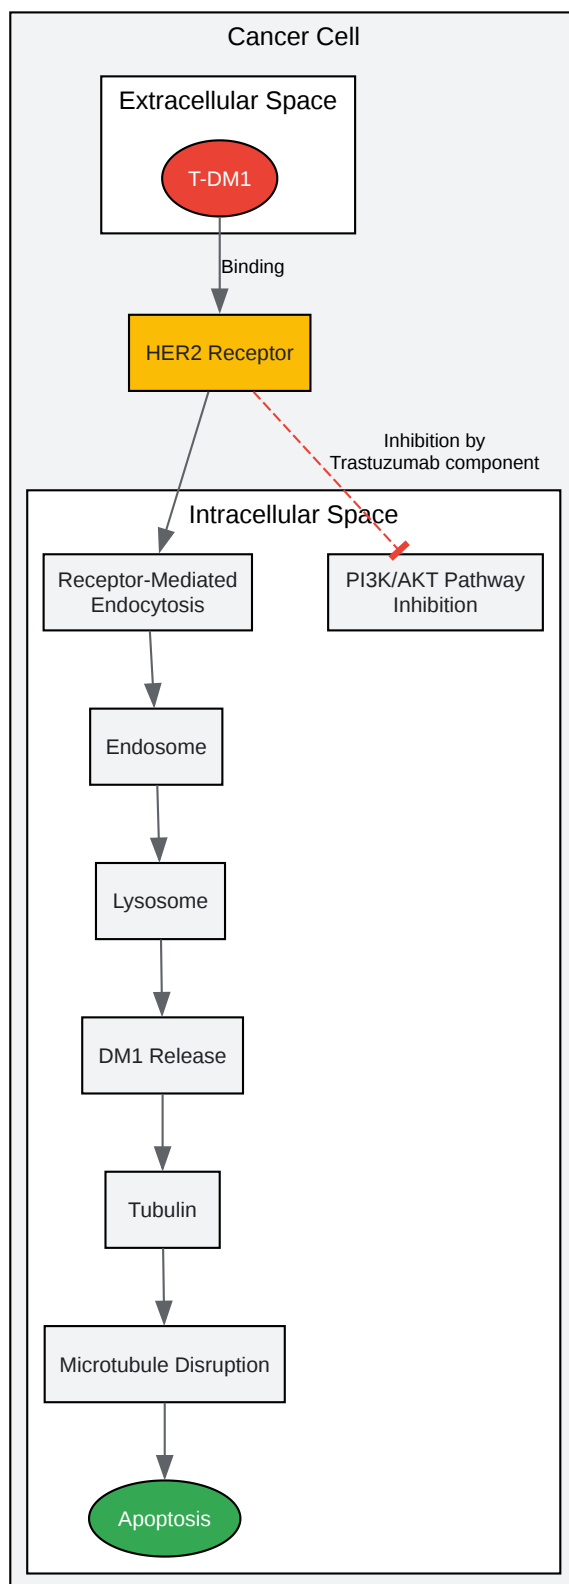 Cancer Cell
Extracellular Space
T-DM1
Binding
HER2 Receptor
Inhibition by
Trastuzumab component
Intracellular Space
Receptor-Mediated
Endocytosis
PI3K/AKT Pathway
Inhibition
Endosome
Lysosome
DM1 Release
Tubulin
Microtubule Disruption
Apoptosis